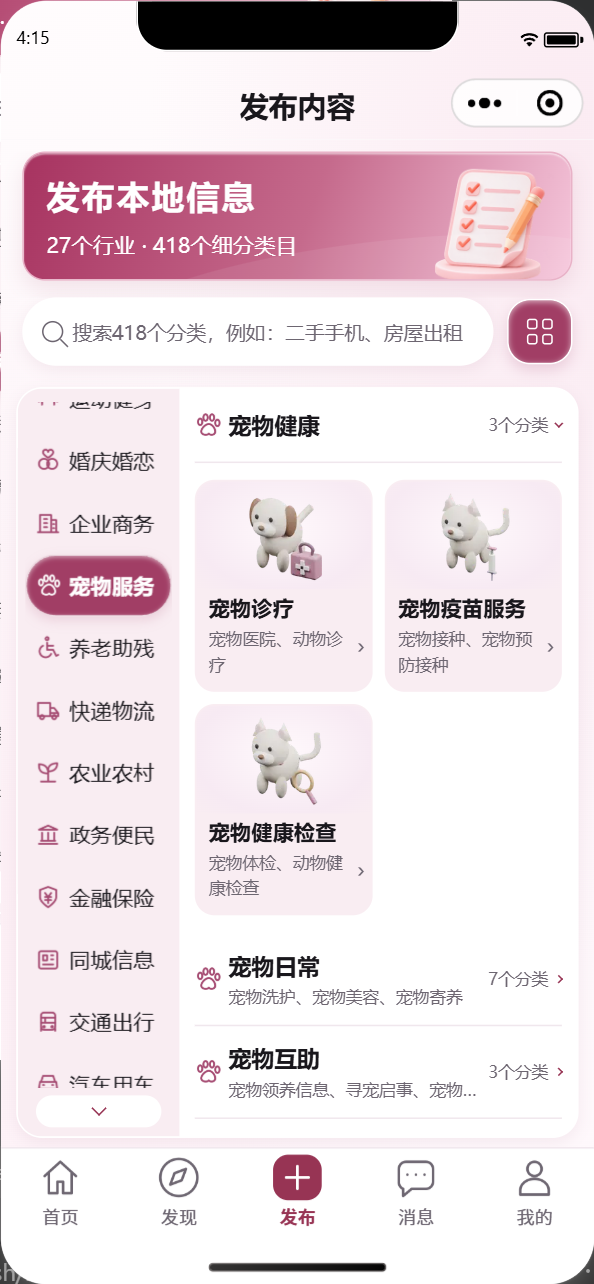 4:15
发布内容
发布本地信息
27个行业 · 418个细分类目
搜索418个分类，例如：二手手机、房屋出租
运动健身
婚庆婚恋
企业商务
宠物服务
养老助残
快递物流
农业农村
政务便民
金融保险
同城信息
交通出行
汽车用车
宠物健康
3个分类
宠物诊疗
宠物医院、动物诊
疗
宠物疫苗服务
宠物接种、宠物预
防接种
宠物健康检查
宠物体检、动物健
康检查
宠物日常
宠物洗护、宠物美容、宠物寄养
7个分类
宠物互助
宠物领养信息、寻宠启事、宠物...
3个分类
首页
发现
发布
消息
我的